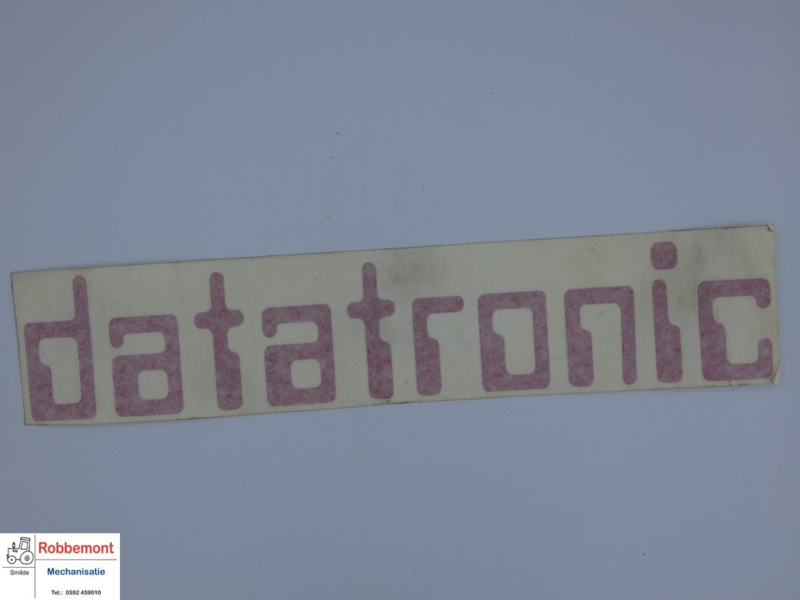 datatronic
Robbemont
Smilde
Mechanisatie
Tel.: 0592 459010